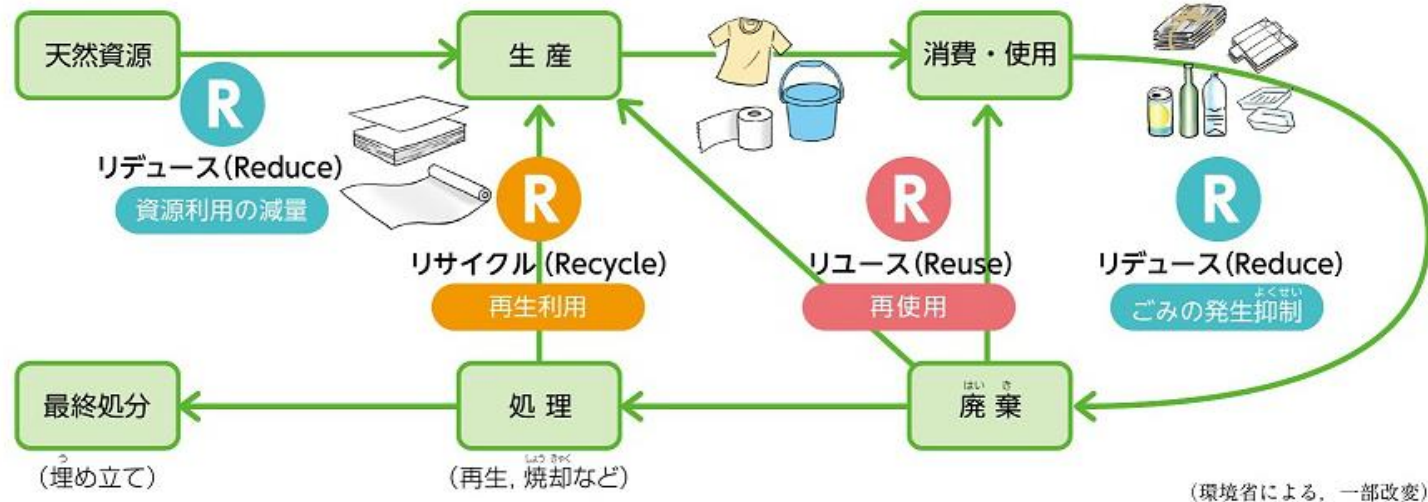 天然資源
生産
消費・使用
R
リデュース(Reduce)
資源利用の減量
R
リサイクル(Recycle)
再生利用
R
リユース(Reuse)
再使用
R
リデュース(Reduce)
よくせい
ごみの発生抑制
最終処分
う
(埋め立て)
処理
しょうきゃく
(再生, 焼却など)
はいき
廃棄
(環境省による, 一部改変)